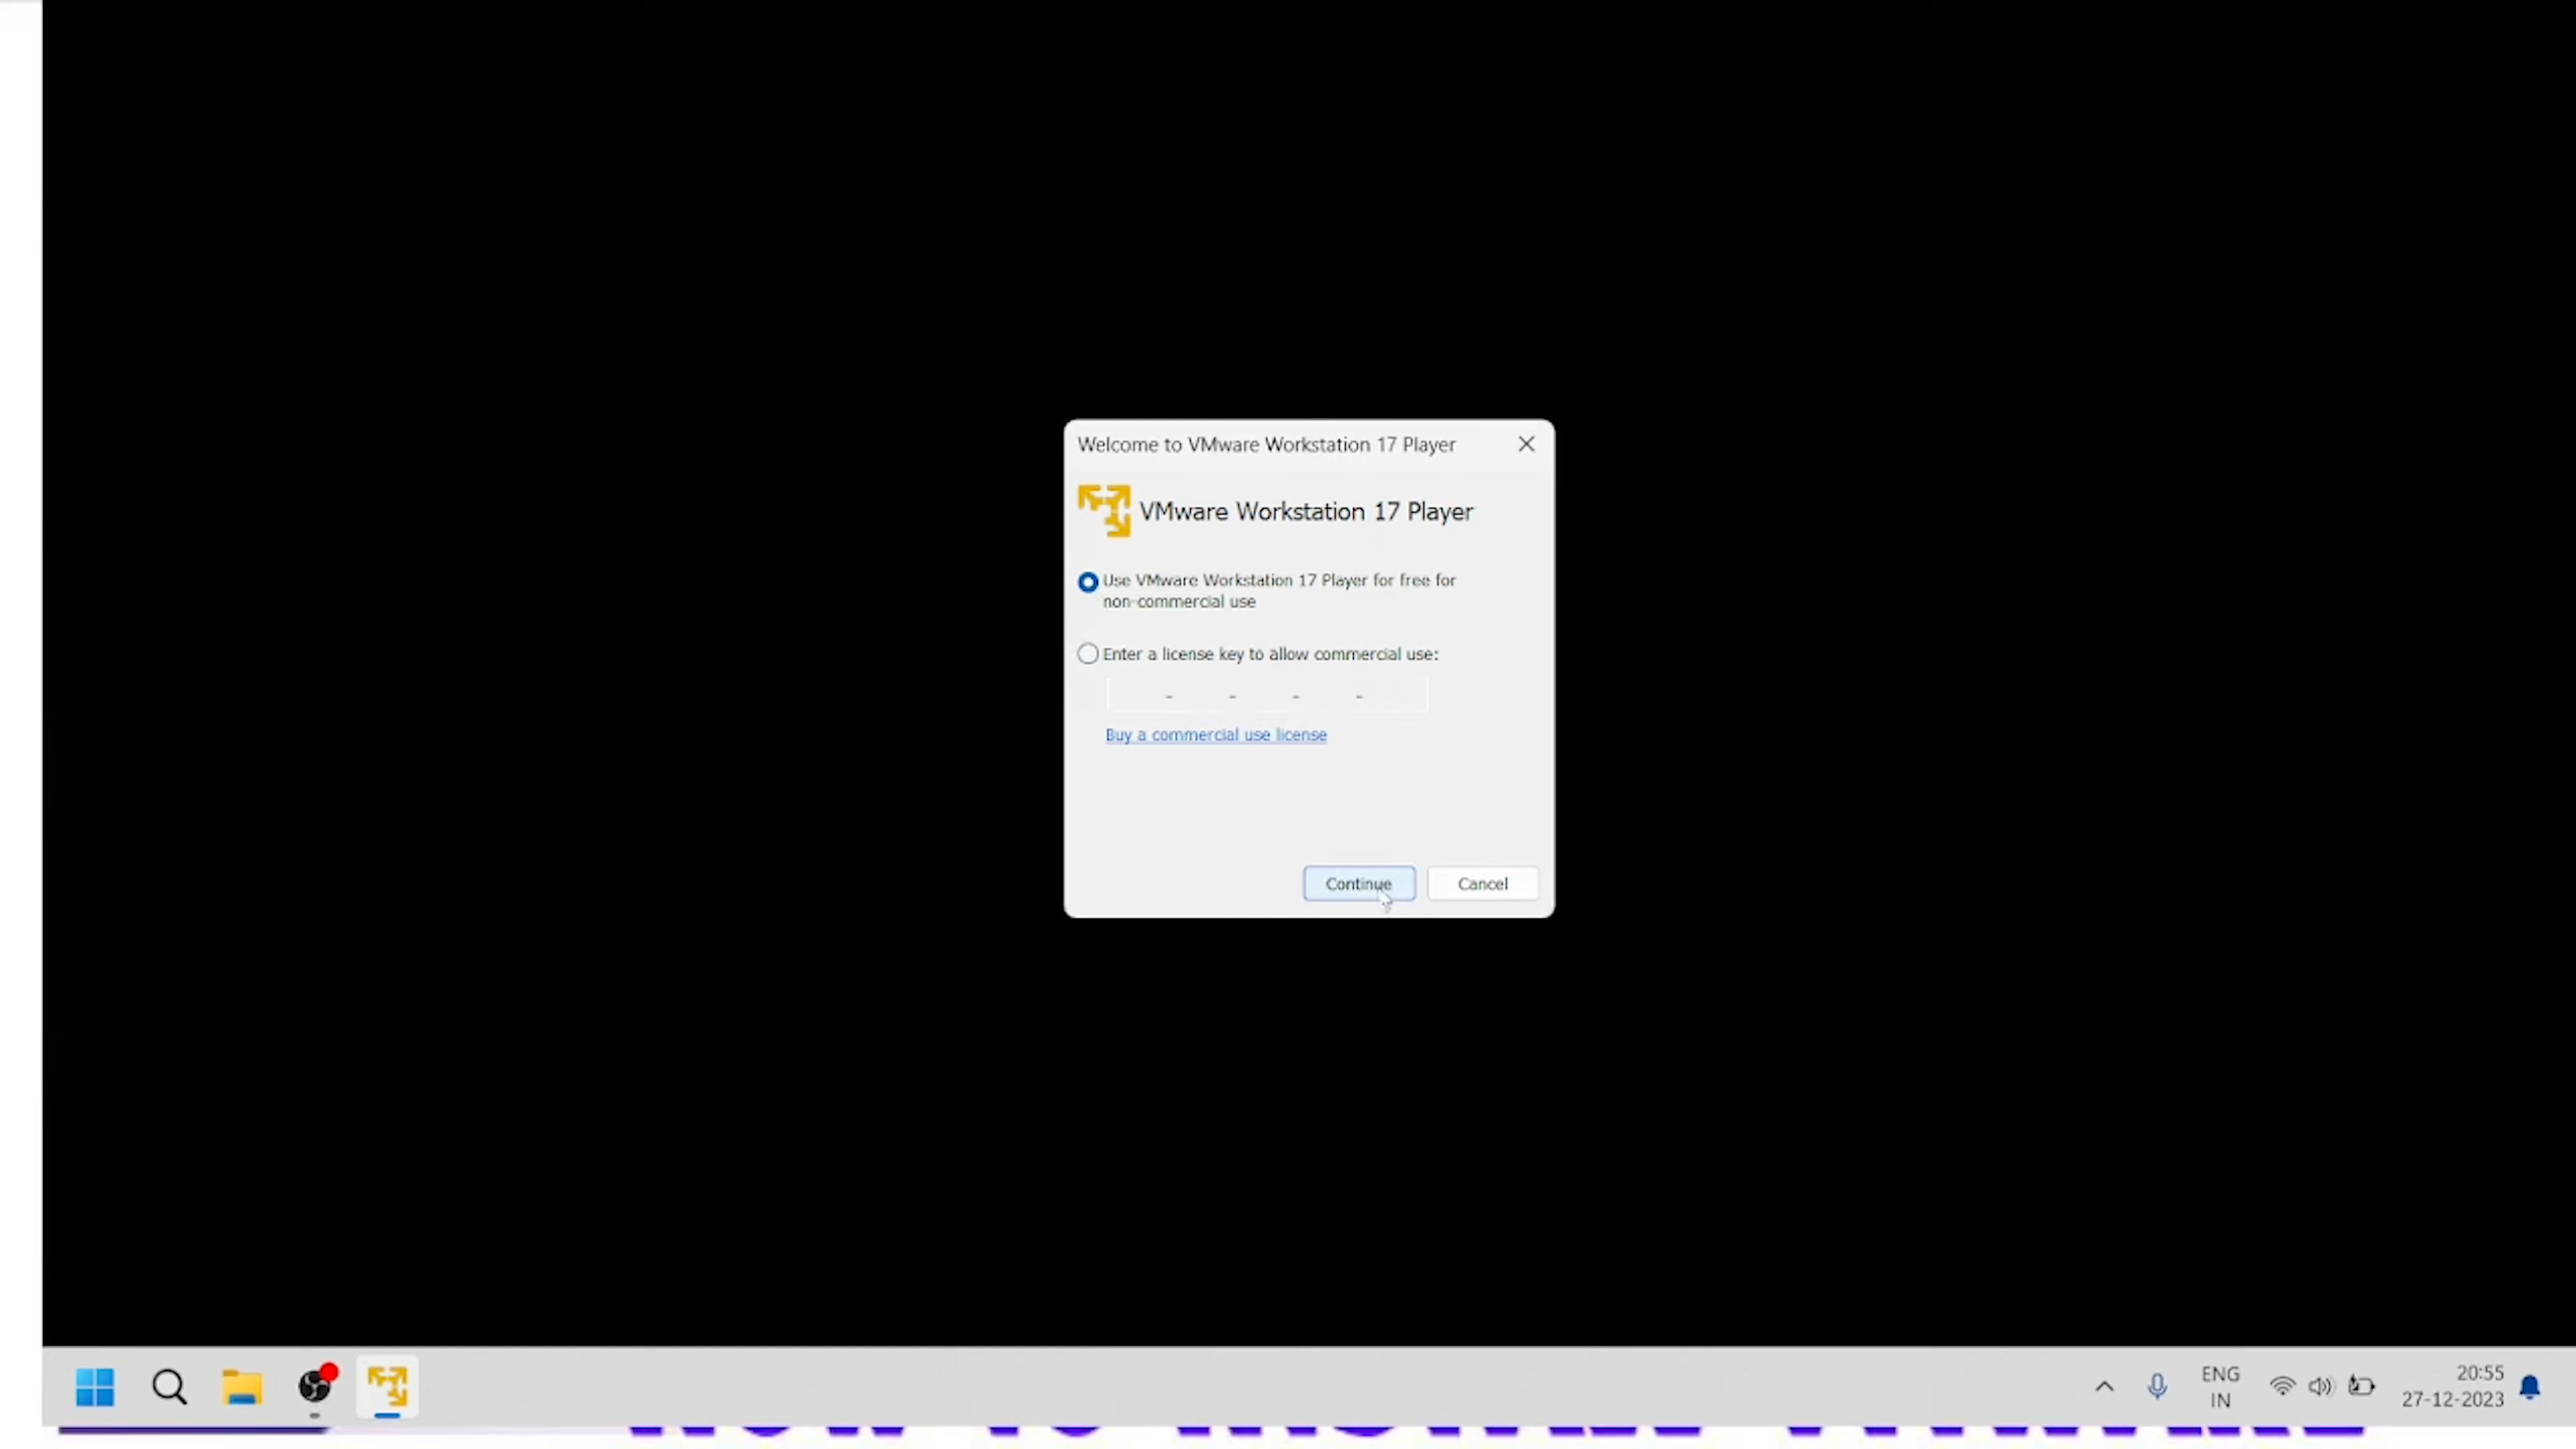 Welcome to VMware Workstation 17 Player
VMware Workstation 17 Player
Use VMware Workstation 17 Player for free for
non-commercial use
Enter a license key to allow commercial use:
- - - -
Buy a commercial use license
Continue
Cancel
ENG
IN
20:55
27-12-2023